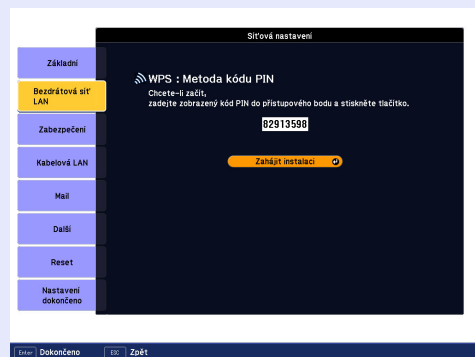 Síťová nastavení
Základní
Bezdrátová síť
LAN
Zabezpečení
Kabelová LAN
Mail
Další
Reset
Nastavení
dokončeno
WPS : Metoda kódu PIN
Chcete-li začít,
zadejte zobrazený kód PIN do přístupového bodu a stiskněte tlačítko.
82913598
Zahájit instalaci
Enter Dokončeno
ESC Zpět